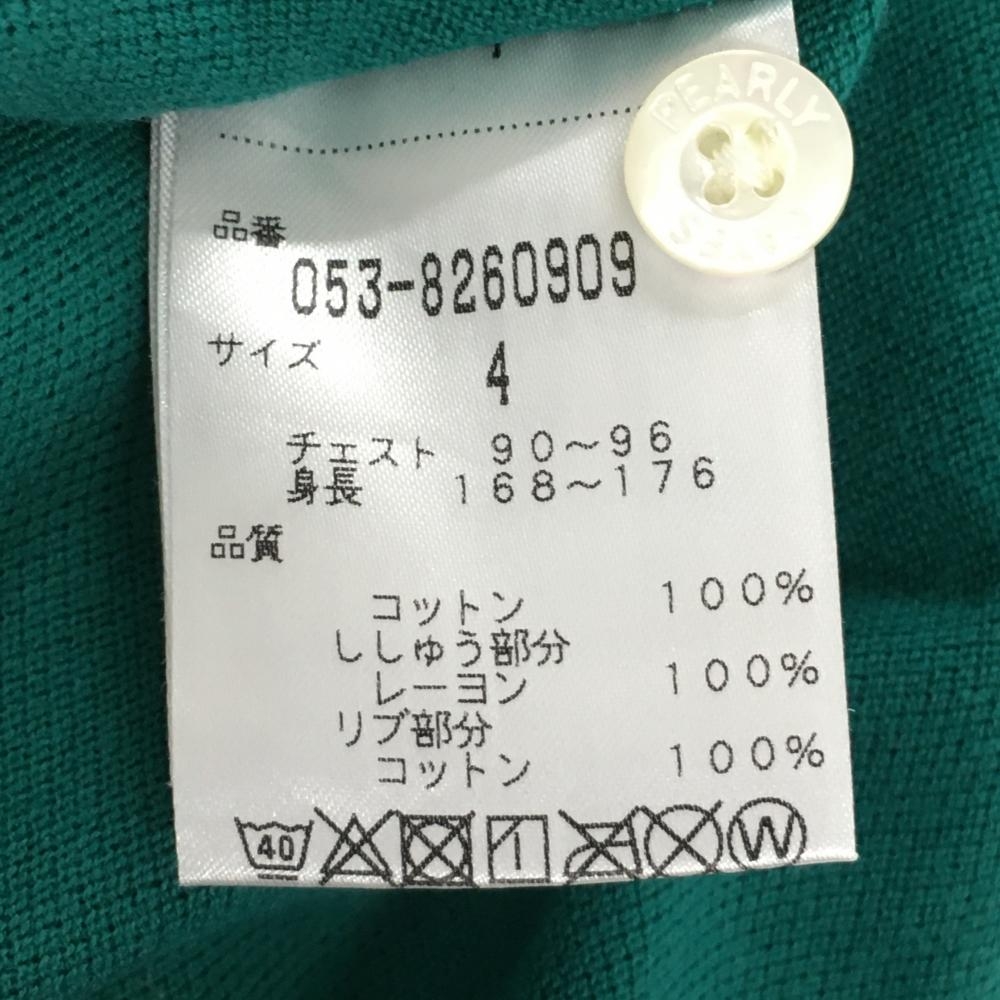 PEARLY
GATES
品番
053-8260909
サイズ
4
チェスト 90～96
身長 168～176
品質
コットン 100%
ししゅう部分
レーヨン 100%
リブ部分
コットン 100%
40
W